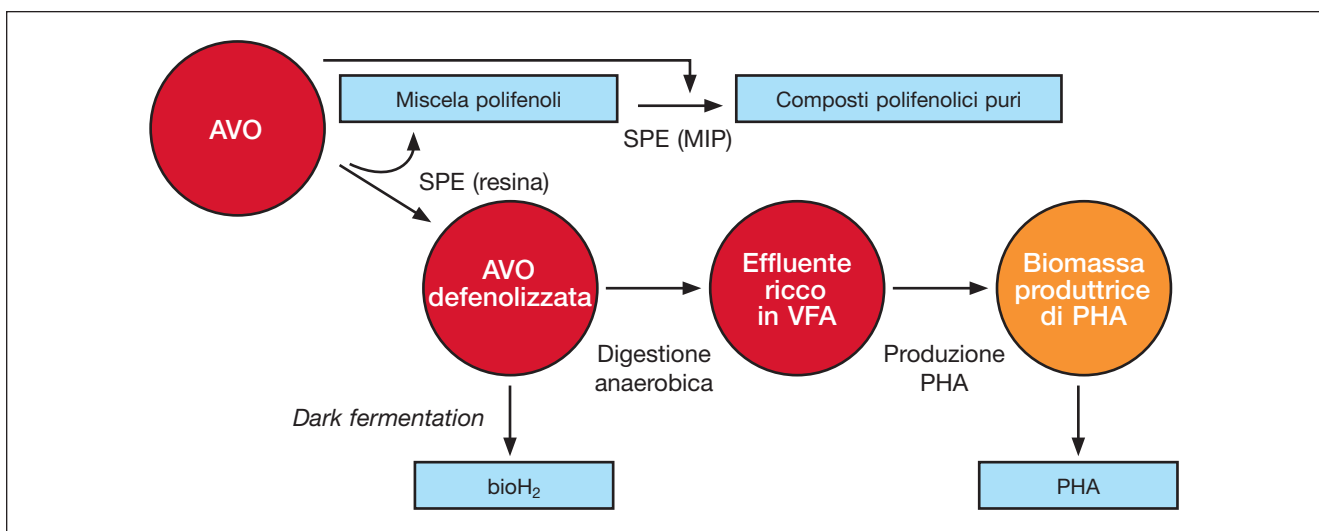 AVO
Miscela polifenoli
Composti polifenolici puri
SPE (MIP)
SPE (resina)
AVO
defenolizzata
Effluente
ricco
in VFA
Biomassa
produttrice
di PHA
Digestione
anaerobica
Produzione
PHA
Dark fermentation
bioH₂
PHA